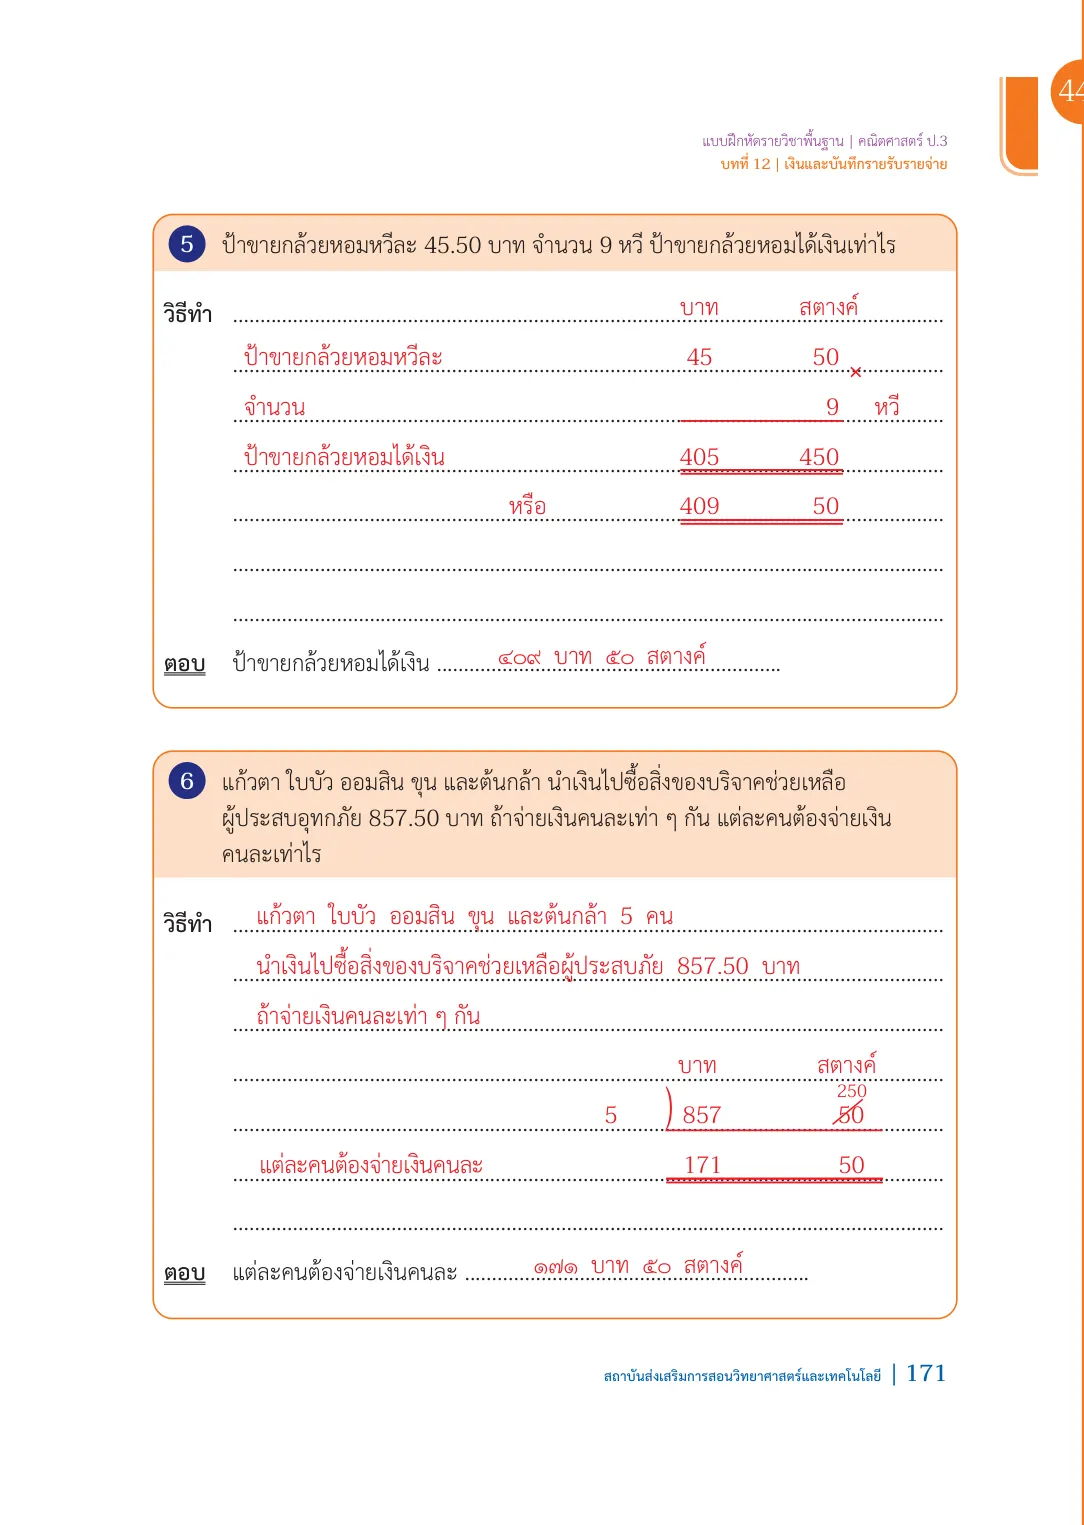 44
แบบฝึกหัดรายวิชาพื้นฐาน | คณิตศาสตร์ ป.3
บทที่ 12 | เงินและบันทึกรายรับรายจ่าย
5 ป้าขายกล้วยหอมหวีละ 45.50 บาท จำนวน 9 หวี ป้าขายกล้วยหอมได้เงินเท่าไร
วิธีทำ บาท สตางค์
ป้าขายกล้วยหอมหวีละ 45 50 ×
จำนวน 9 หวี
ป้าขายกล้วยหอมได้เงิน 405 450
หรือ 409 50
ตอบ ป้าขายกล้วยหอมได้เงิน ๔๐๙ บาท ๕๐ สตางค์
6 แก้วตา ใบบัว ออมสิน ขุน และต้นกล้า นำเงินไปซื้อสิ่งของบริจาคช่วยเหลือ
ผู้ประสบอุทกภัย 857.50 บาท ถ้าจ่ายเงินคนละเท่า ๆ กัน แต่ละคนต้องจ่ายเงิน
คนละเท่าไร
วิธีทำ แก้วตา ใบบัว ออมสิน ขุน และต้นกล้า 5 คน
นำเงินไปซื้อสิ่งของบริจาคช่วยเหลือผู้ประสบภัย 857.50 บาท
ถ้าจ่ายเงินคนละเท่า ๆ กัน
บาท สตางค์
250
5 ) 857 50
แต่ละคนต้องจ่ายเงินคนละ 171 50
ตอบ แต่ละคนต้องจ่ายเงินคนละ ๑๗๑ บาท ๕๐ สตางค์
สถาบันส่งเสริมการสอนวิทยาศาสตร์และเทคโนโลยี | 171